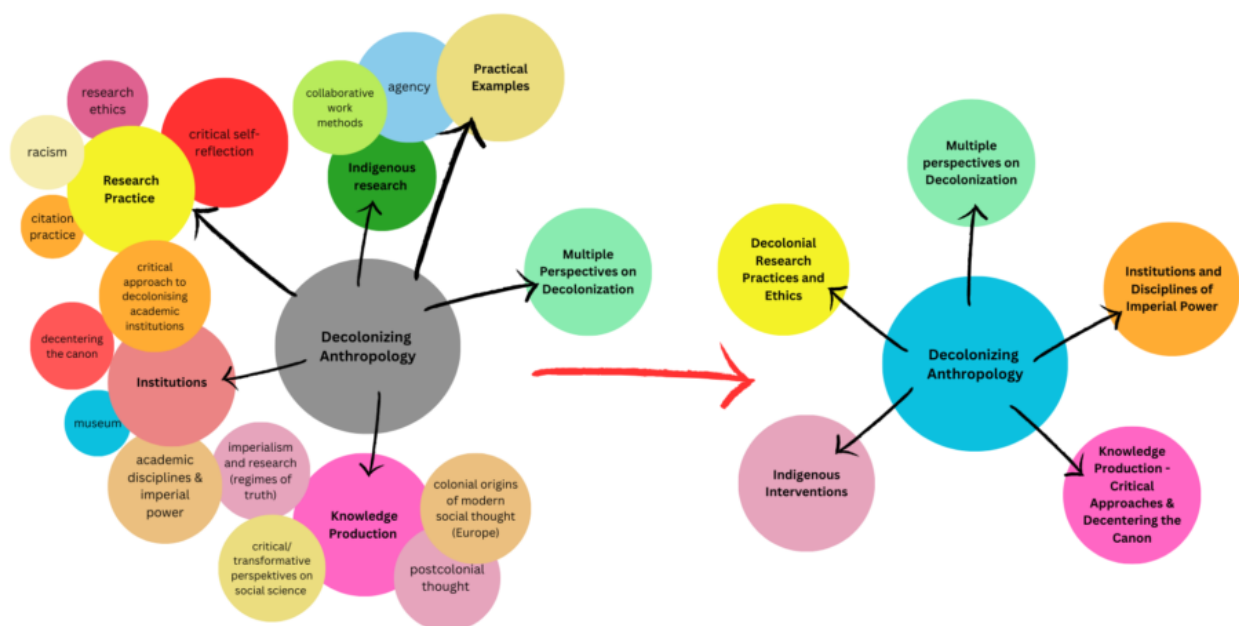 research
ethics
critical self-
reflection
racism
Research
Practice
citation
practice
collaborative
work
methods
agency
Practical
Examples
Indigenous
research
Multiple
Perspectives on
Decolonization
critical
approach to
decolonising
academic
institutions
decentering
the canon
Institutions
museum
academic
disciplines &
imperial
power
Decolonizing
Anthropology
imperialism
and research
(regimes of
truth)
Knowledge
Production
colonial origins
of modern
social thought
(Europe)
critical/
transformative
perspektives on
social science
postcolonial
thought
Multiple
perspectives on
Decolonization
Decolonial
Research
Practices and
Ethics
Institutions and
Disciplines of
Imperial Power
Decolonizing
Anthropology
Indigenous
Interventions
Knowledge
Production -
Critical
Approaches &
Decentering the
Canon